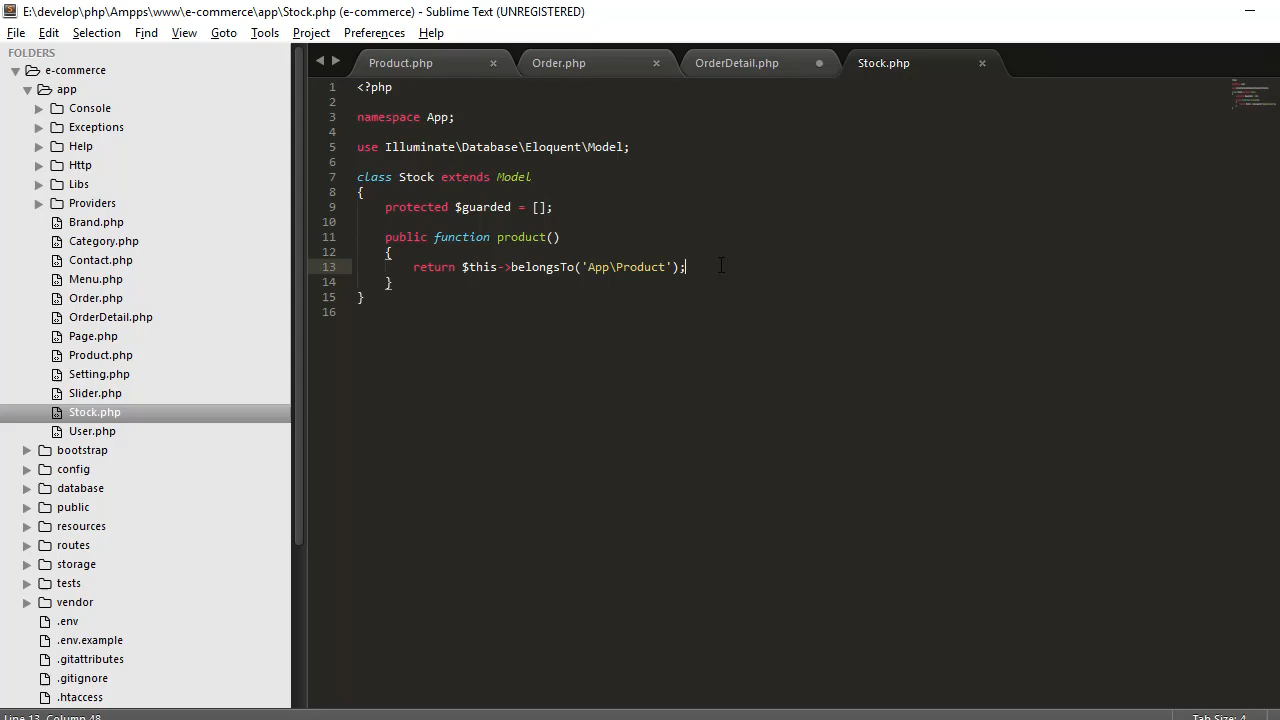 E:\develop\php\Ampps\www\e-commerce\app\Stock.php (e-commerce) - Sublime Text (UNREGISTERED)
File Edit Selection Find View Goto Tools Project Preferences Help
FOLDERS
e-commerce
app
Console
Exceptions
Help
Http
Libs
Providers
Brand.php
Category.php
Contact.php
Menu.php
Order.php
OrderDetail.php
Page.php
Product.php
Setting.php
Slider.php
Stock.php
User.php
bootstrap
config
database
public
resources
routes
storage
tests
vendor
.env
.env.example
.gitattributes
.gitignore
.htaccess
Product.php Order.php OrderDetail.php Stock.php
1 <?php
2
3 namespace App;
4
5 use Illuminate\Database\Eloquent\Model;
6
7 class Stock extends Model
8 {
9 protected $guarded = [];
10
11 public function product()
12 {
13 return $this->belongsTo('App\Product');
14 }
15 }
16
Line 13, Column 48
Tab Size: 4